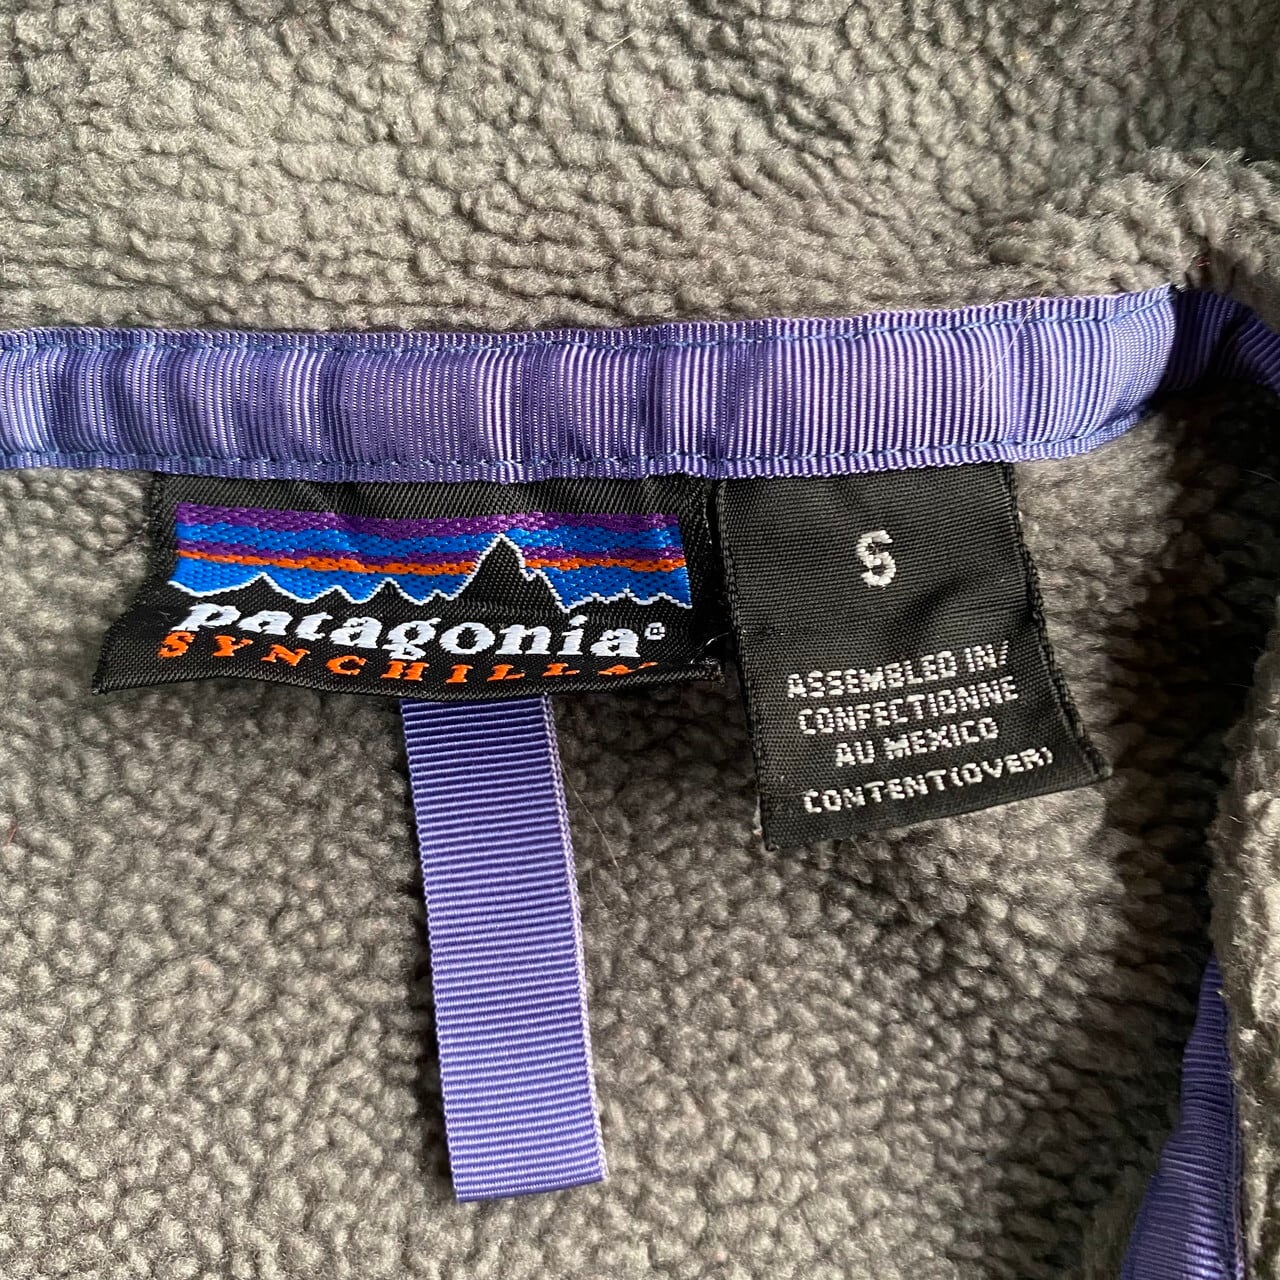 patagonia®
SYNCHILLA
S
ASSEMBLED IN/
CONFECTIONNE
AU MEXICO
CONTENT(OVER)